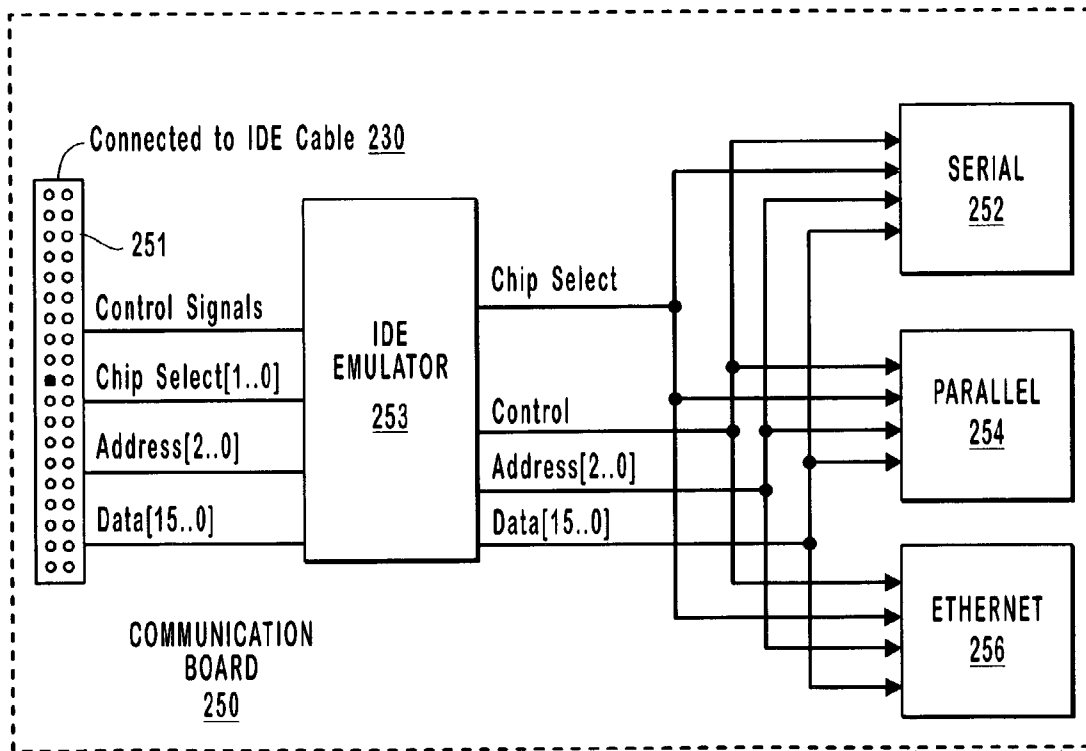 Connected to IDE Cable 230
251
Control Signals
Chip Select[1..0]
Address[2..0]
Data[15..0]
IDE
EMULATOR
253
Chip Select
Control
Address[2..0]
Data[15..0]
SERIAL
252
PARALLEL
254
ETHERNET
256
COMMUNICATION
BOARD
250